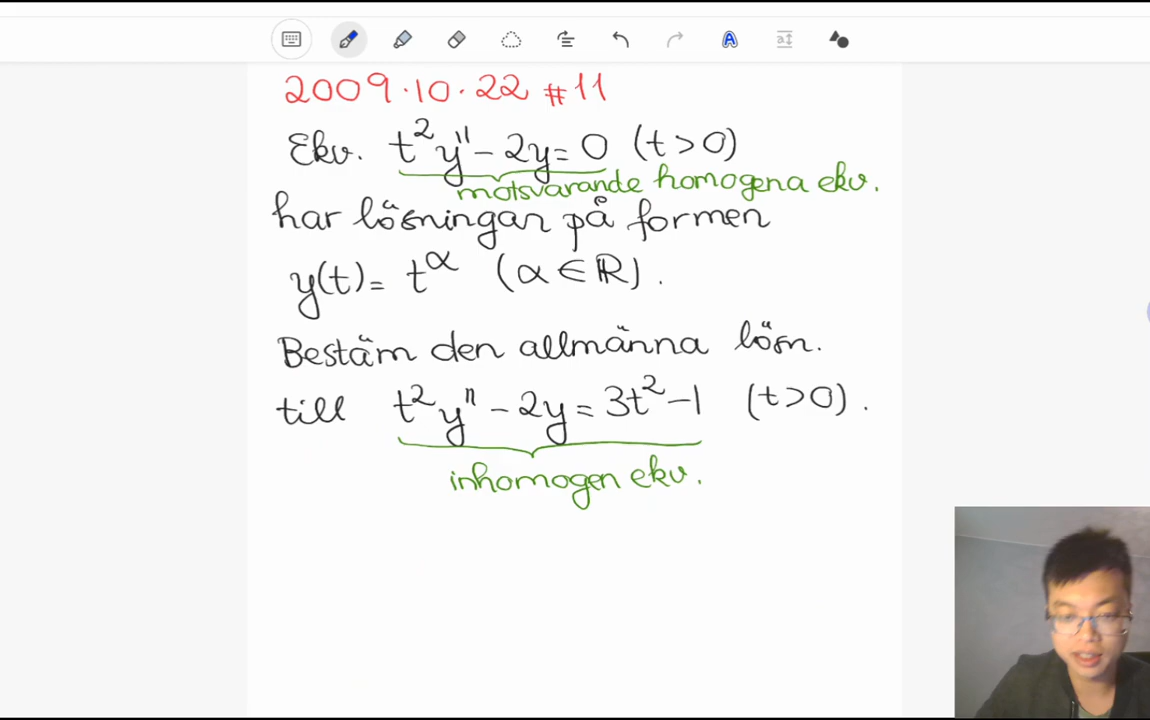 2009.10.22 #11
Ekv. t²y" - 2y = 0 (t > 0)
motsvarande homogena ekv.
har lösningar på formen
y(t) = t^α (α ∈ ℝ).
Bestäm den allmänna lösn.
till t²y" - 2y = 3t² - 1 (t > 0).
inhomogen ekv.